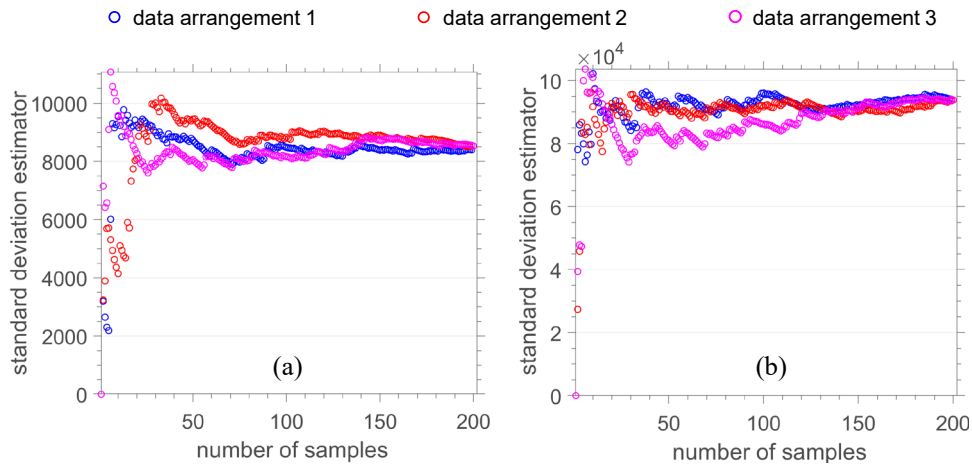 data arrangement 1
data arrangement 2
data arrangement 3
standard deviation estimator
10000
8000
6000
4000
2000
0
50
100
150
200
number of samples
(a)
×10⁴
standard deviation estimator
10
8
6
4
2
0
50
100
150
200
number of samples
(b)